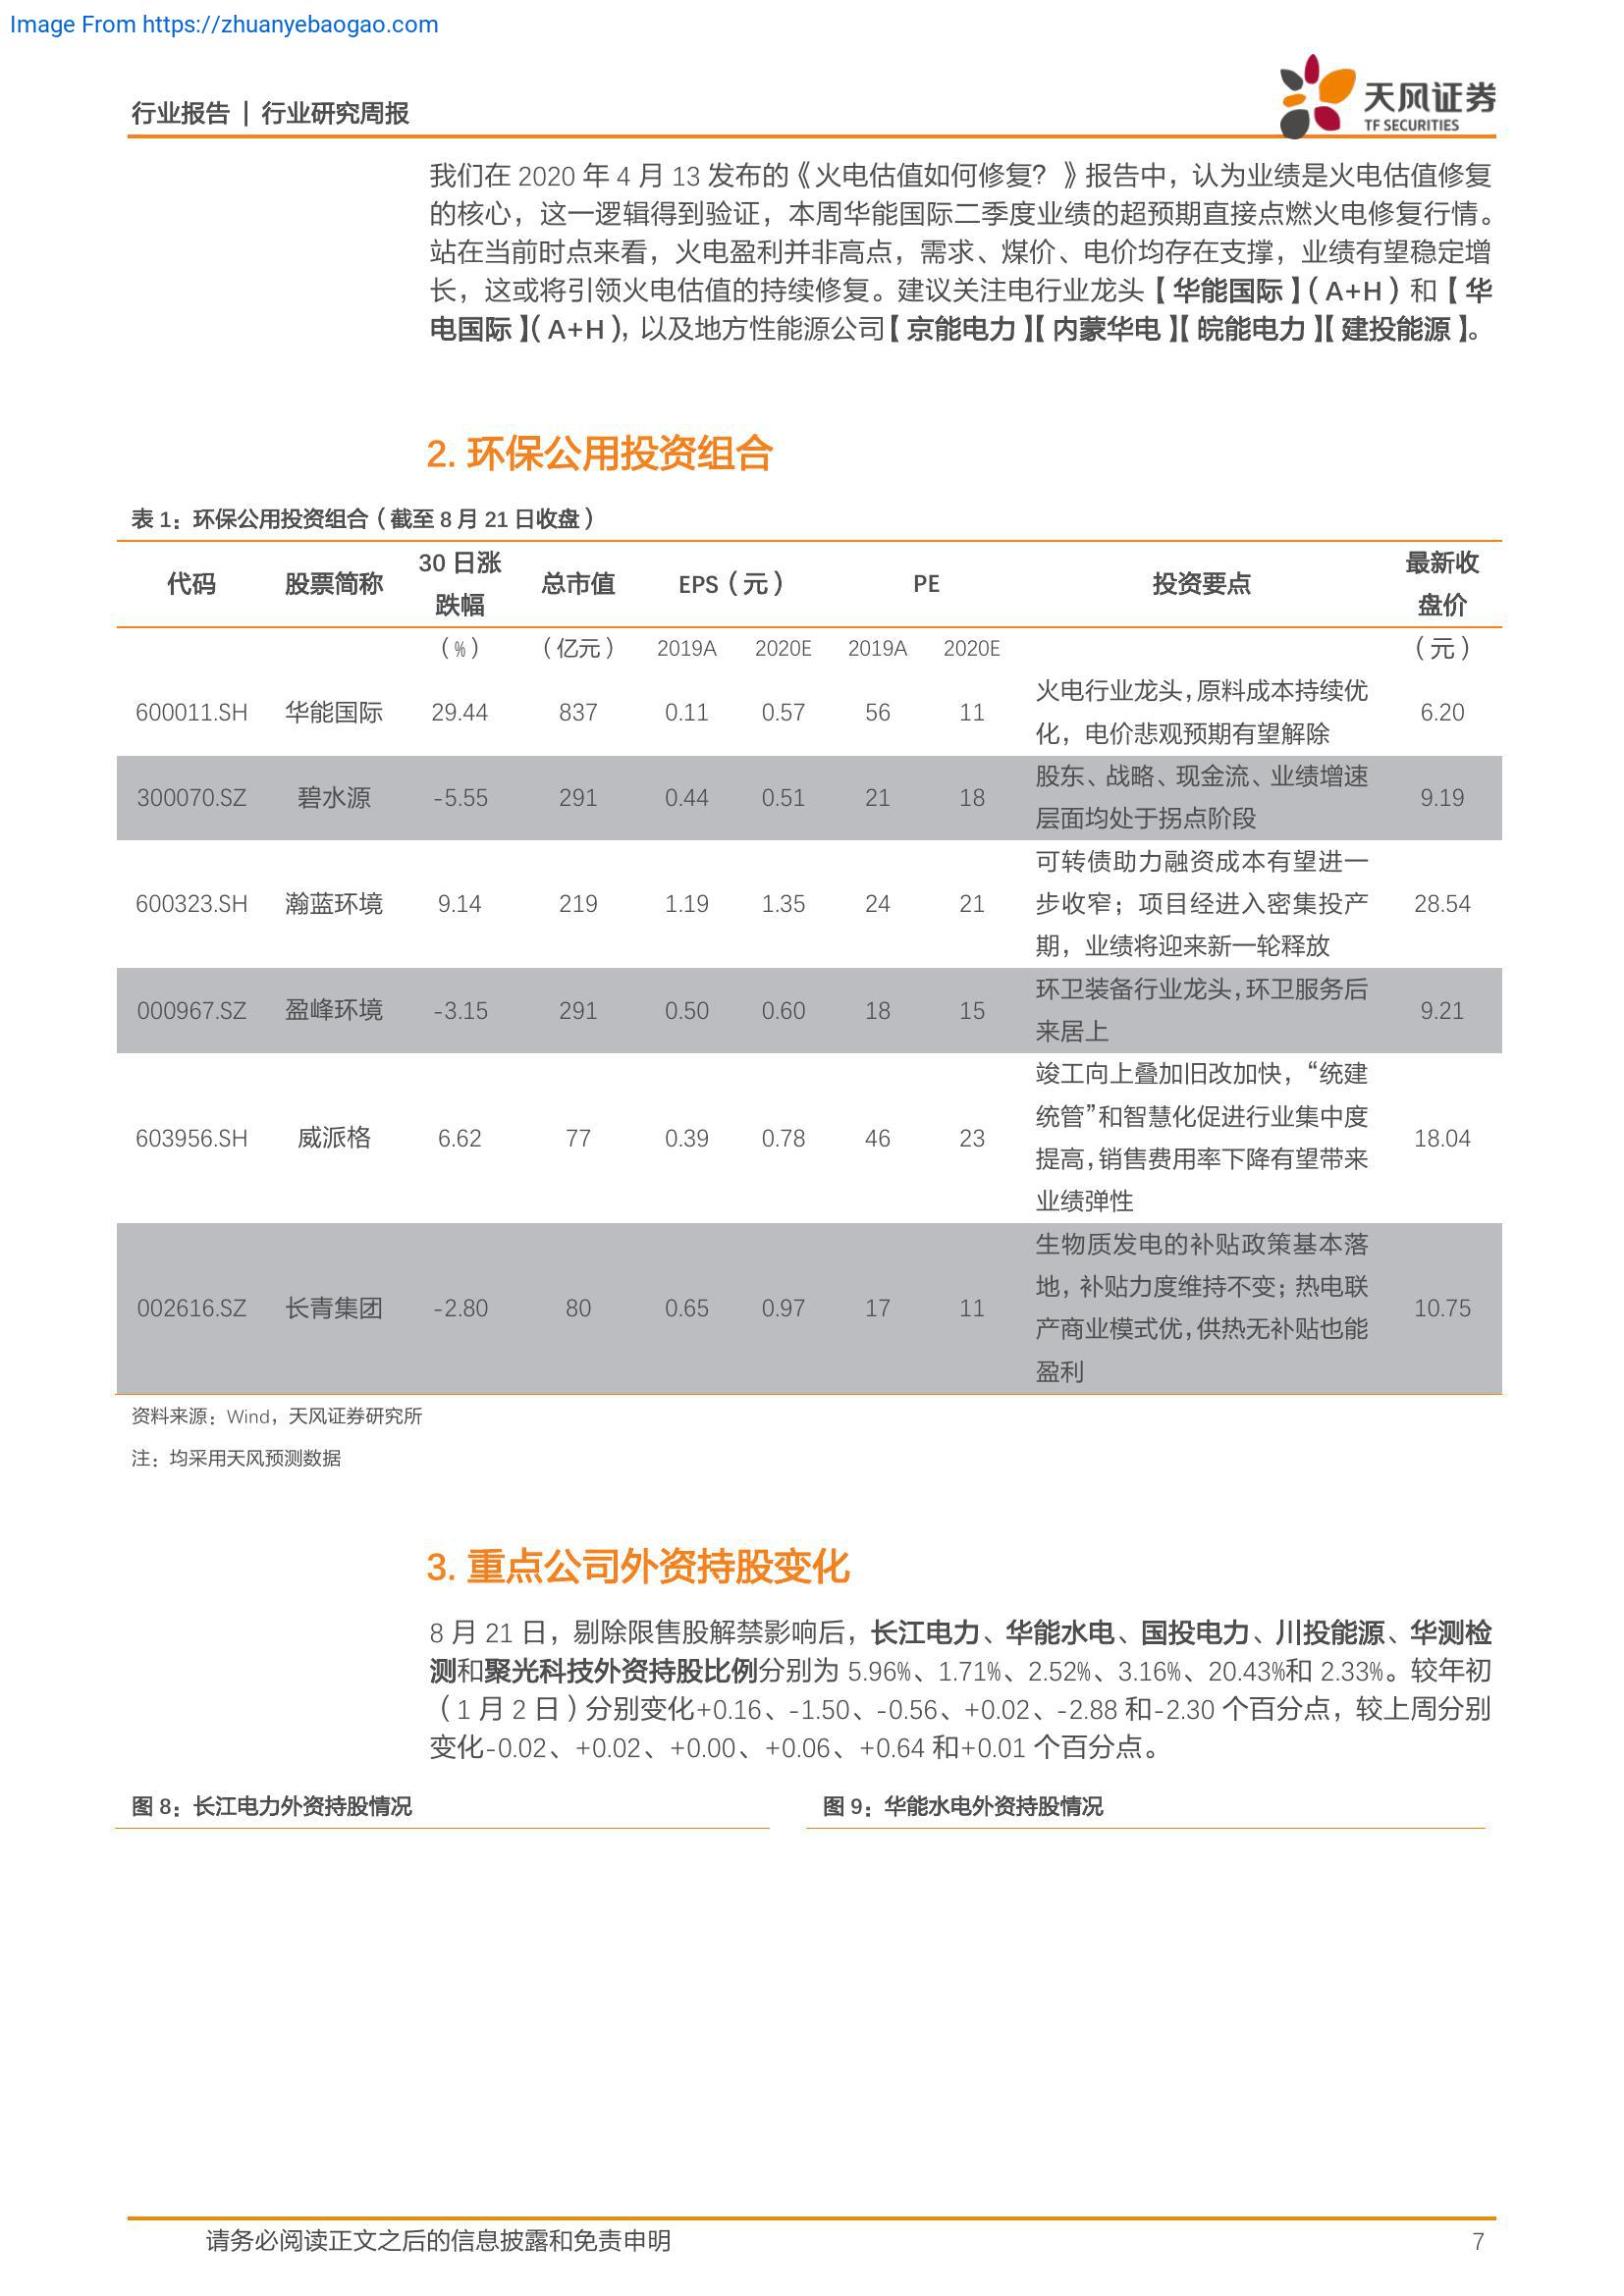 Image From https://zhuanyebaogao.com
行业报告 | 行业研究周报
天风证券
TF SECURITIES
我们在 2020 年 4 月 13 发布的《火电估值如何修复？》报告中，认为业绩是火电估值修复
的核心，这一逻辑得到验证，本周华能国际二季度业绩的超预期直接点燃火电修复行情。
站在当前时点来看，火电盈利并非高点，需求、煤价、电价均存在支撑，业绩有望稳定增
长，这或将引领火电估值的持续修复。建议关注电行业龙头【华能国际】（A+H）和【华
电国际】（A+H），以及地方性能源公司【京能电力】【内蒙华电】【皖能电力】【建投能源】。
2. 环保公用投资组合
表 1：环保公用投资组合（截至 8 月 21 日收盘）
代码 股票简称 30 日涨 总市值 EPS（元） PE 投资要点 最新收
跌幅 盘价
（%） （亿元） 2019A 2020E 2019A 2020E （元）
600011.SH 华能国际 29.44 837 0.11 0.57 56 11 火电行业龙头，原料成本持续优 6.20
化，电价悲观预期有望解除
300070.SZ 碧水源 -5.55 291 0.44 0.51 21 18 股东、战略、现金流、业绩增速 9.19
层面均处于拐点阶段
可转债助力融资成本有望进一
600323.SH 瀚蓝环境 9.14 219 1.19 1.35 24 21 步收窄；项目经进入密集投产 28.54
期，业绩将迎来新一轮释放
000967.SZ 盈峰环境 -3.15 291 0.50 0.60 18 15 环卫装备行业龙头，环卫服务后 9.21
来居上
竣工向上叠加旧改加快，“统建
603956.SH 威派格 6.62 77 0.39 0.78 46 23 统管”和智慧化促进行业集中度 18.04
提高，销售费用率下降有望带来
业绩弹性
生物质发电的补贴政策基本落
002616.SZ 长青集团 -2.80 80 0.65 0.97 17 11 地，补贴力度维持不变；热电联 10.75
产商业模式优，供热无补贴也能
盈利
资料来源：Wind，天风证券研究所
注：均采用天风预测数据
3. 重点公司外资持股变化
8 月 21 日，剔除限售股解禁影响后，长江电力、华能水电、国投电力、川投能源、华测检
测和聚光科技外资持股比例分别为 5.96%、1.71%、2.52%、3.16%、20.43%和 2.33%。较年初
（1 月 2 日）分别变化+0.16、-1.50、-0.56、+0.02、-2.88 和-2.30 个百分点，较上周分别
变化-0.02、+0.02、+0.00、+0.06、+0.64 和+0.01 个百分点。
图 8：长江电力外资持股情况 图 9：华能水电外资持股情况
请务必阅读正文之后的信息披露和免责申明 7